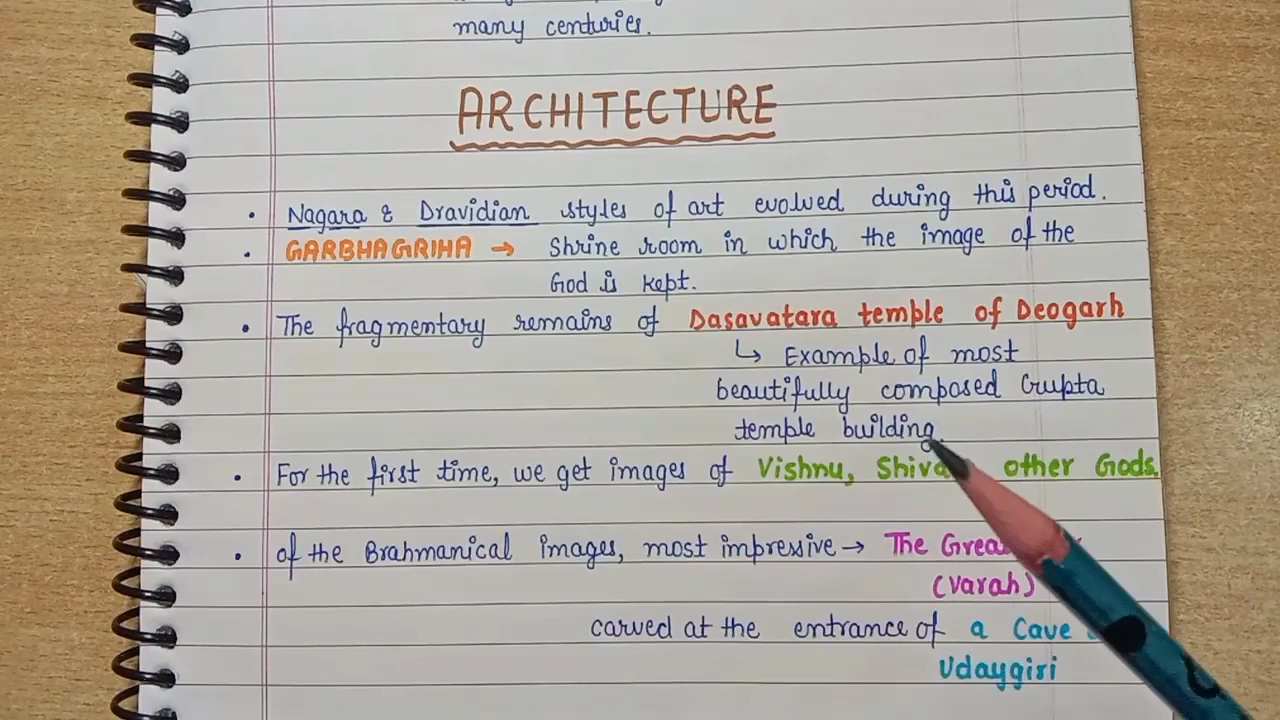 many centuries.
ARCHITECTURE
• Nagara & Dravidian styles of art evolved during this period.
• GARBHAGRIHA → Shrine room in which the image of the
God is kept.
• The fragmentary remains of Dasavatara temple of Deogarh
↳ Example of most
beautifully composed Gupta
temple building.
• For the first time, we get images of Vishnu, Shiva other Gods.
• of the Brahmanical images, most impressive → The Great
(Varah)
carved at the entrance of a Cave
Udaygiri